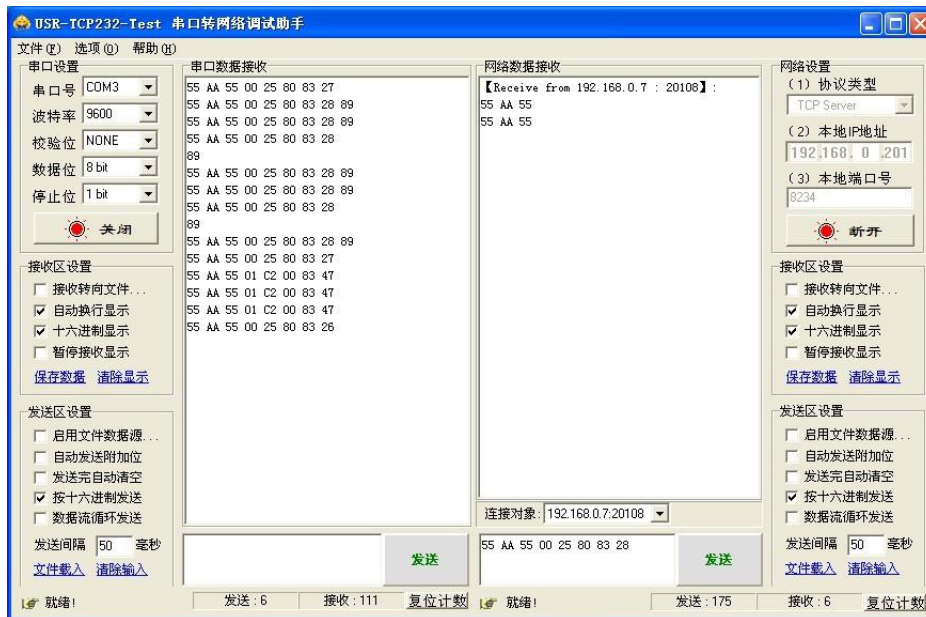 USR-TCP232-Test 串口转网络调试助手
文件(F) 选项(O) 帮助(H)
串口设置
串口号 COM3
波特率 9600
校验位 NONE
数据位 8 bit
停止位 1 bit
关闭
接收区设置
接收转向文件...
自动换行显示
十六进制显示
暂停接收显示
保存数据 清除显示
发送区设置
启用文件数据源...
自动发送附加位
发送完自动清空
按十六进制发送
数据流循环发送
发送间隔 50 毫秒
文件载入 清除输入
就绪!
串口数据接收
55 AA 55 00 25 80 83 27
55 AA 55 00 25 80 83 28 89
55 AA 55 00 25 80 83 28 89
55 AA 55 00 25 80 83 28
89
55 AA 55 00 25 80 83 28 89
55 AA 55 00 25 80 83 28 89
55 AA 55 00 25 80 83 28
89
55 AA 55 00 25 80 83 28 89
55 AA 55 00 25 80 83 27
55 AA 55 01 C2 00 83 47
55 AA 55 01 C2 00 83 47
55 AA 55 01 C2 00 83 47
55 AA 55 00 25 80 83 26
发送
发送:6 接收:111 复位计数
网络数据接收
【Receive from 192.168.0.7 : 20108】:
55 AA 55
55 AA 55
连接对象: 192.168.0.7:20108
55 AA 55 00 25 80 83 28
发送
就绪! 发送:175 接收:6 复位计数
网络设置
(1) 协议类型
TCP Server
(2) 本地IP地址
192.168. 0 .201
(3) 本地端口号
8234
断开
接收区设置
接收转向文件...
自动换行显示
十六进制显示
暂停接收显示
保存数据 清除显示
发送区设置
启用文件数据源...
自动发送附加位
发送完自动清空
按十六进制发送
数据流循环发送
发送间隔 50 毫秒
文件载入 清除输入